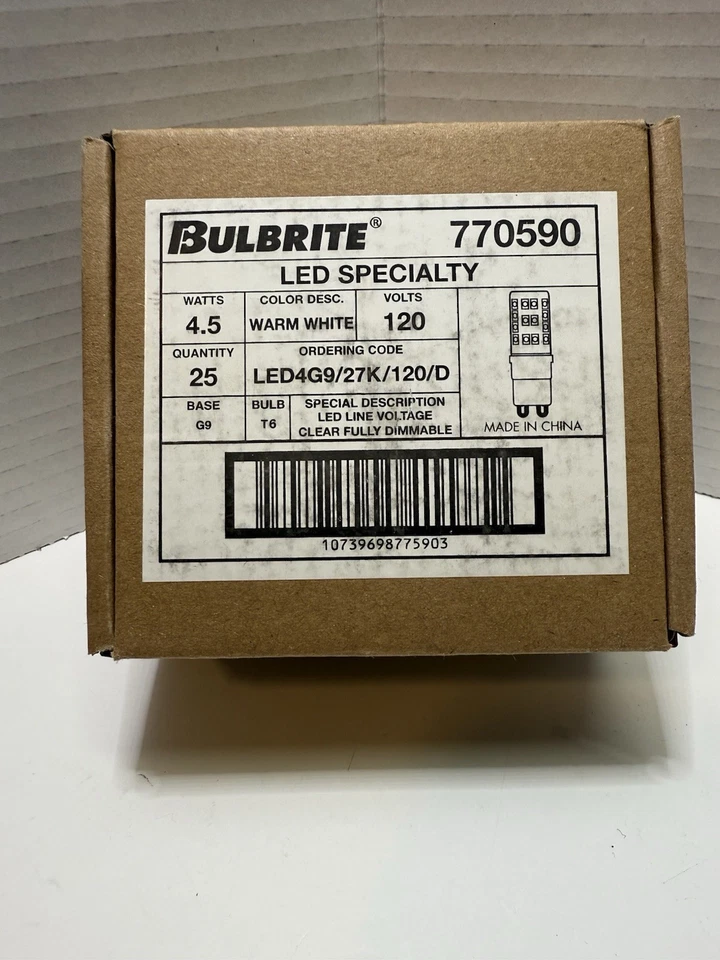 BULBRITE® 770590
LED SPECIALTY
WATTS
4.5
COLOR DESC.
WARM WHITE
VOLTS
120
QUANTITY
25
ORDERING CODE
LED4G9/27K/120/D
BASE
G9
BULB
T6
SPECIAL DESCRIPTION
LED LINE VOLTAGE
CLEAR FULLY DIMMABLE
MADE IN CHINA
10739698775903